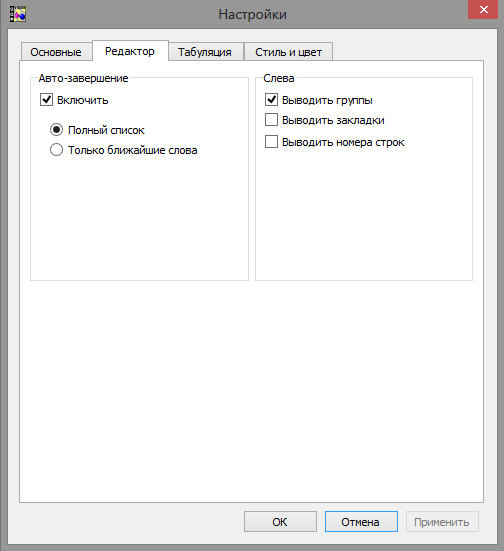 Настройки
Основные Редактор Табуляция Стиль и цвет
Авто-завершение
Включить
Полный список
Только ближайшие слова
Слева
Выводить группы
Выводить закладки
Выводить номера строк
OK Отмена Применить